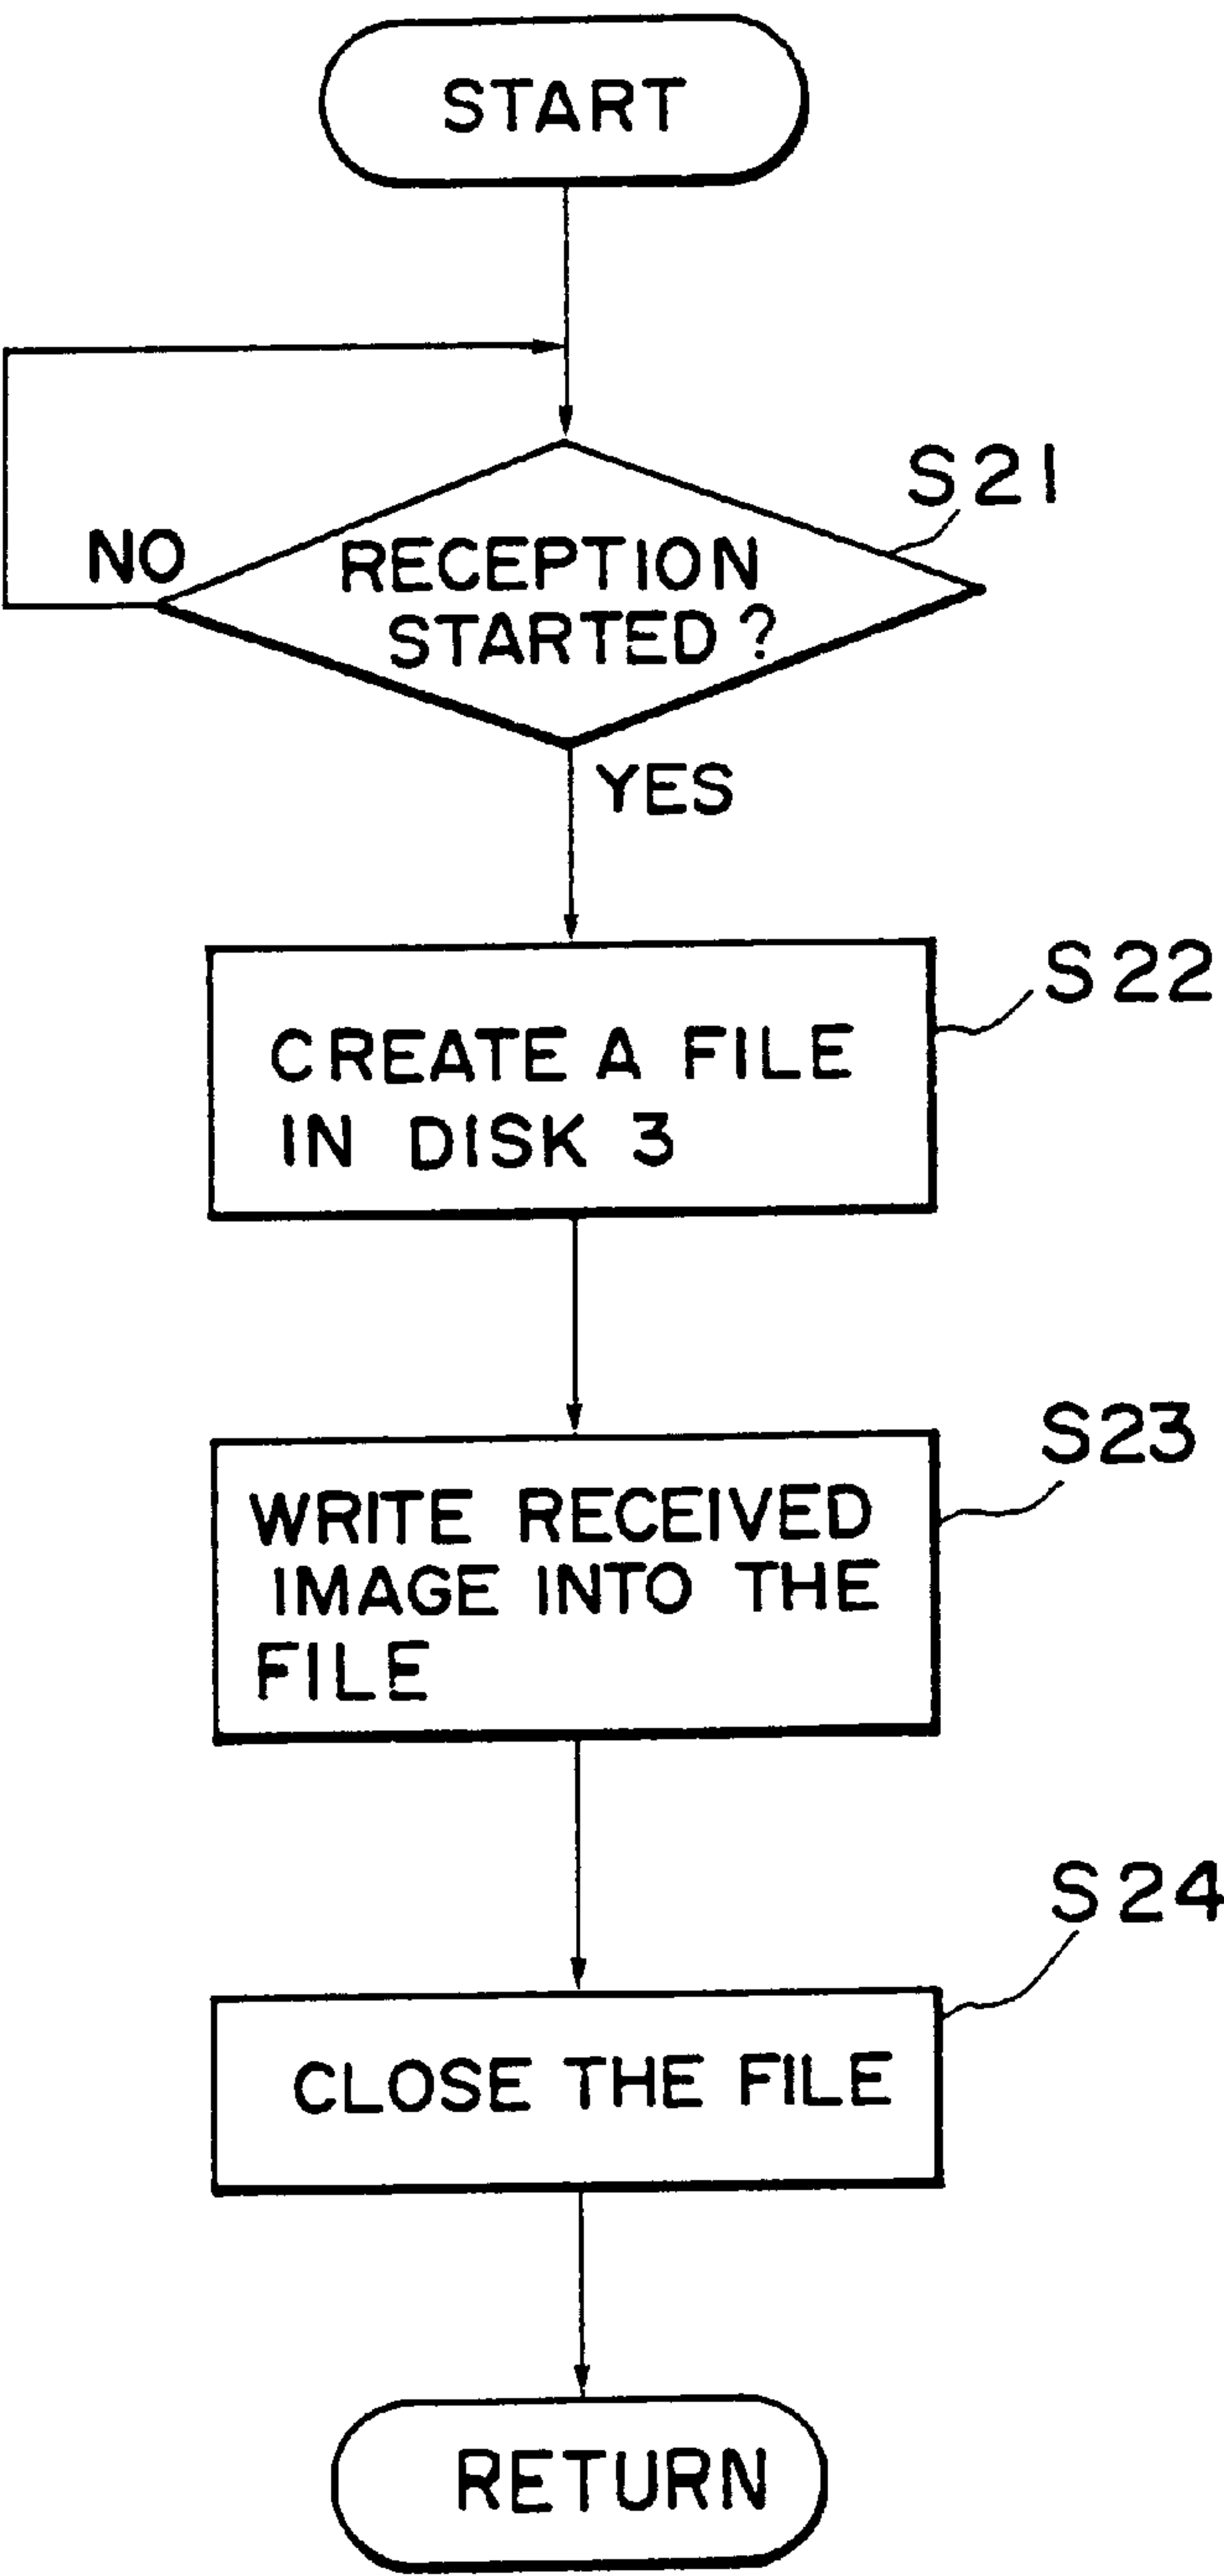 START
S21
NO
RECEPTION
STARTED?
YES
S22
CREATE A FILE
IN DISK 3
S23
WRITE RECEIVED
IMAGE INTO THE
FILE
S24
CLOSE THE FILE
RETURN